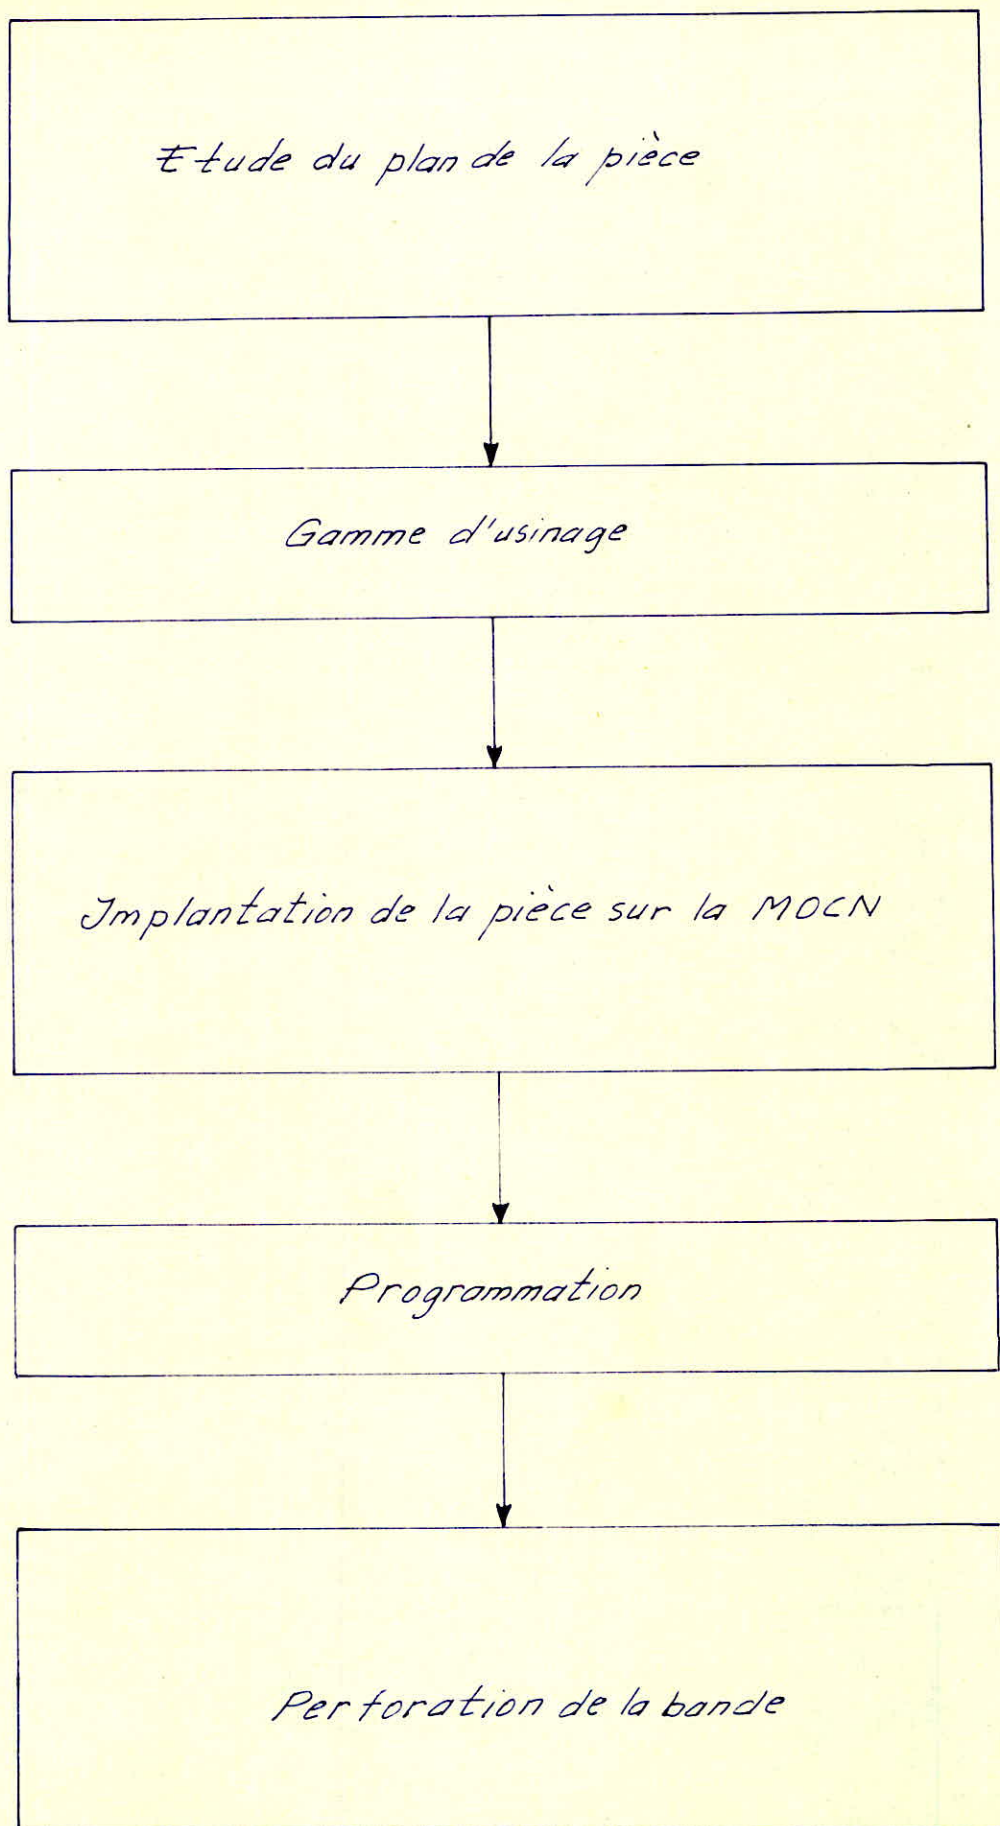 Etude du plan de la pièce
Gamme d'usinage
Implantation de la pièce sur la MOCN
Programmation
Perforation de la bande